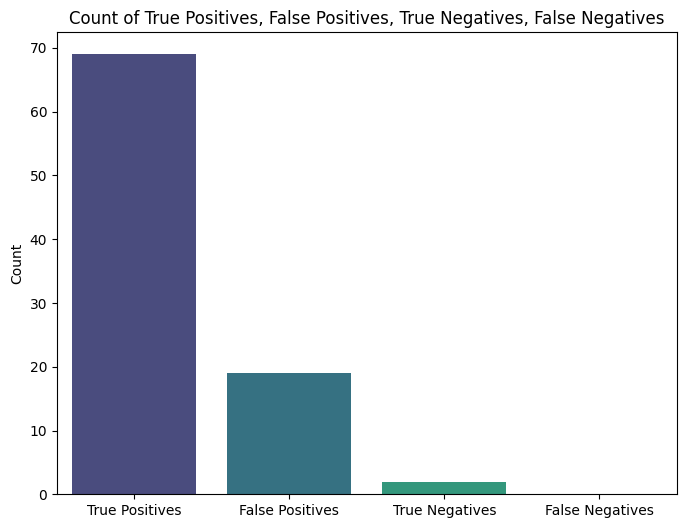 Count of True Positives, False Positives, True Negatives, False Negatives
70
60
50
40
30
20
10
0
Count
True Positives False Positives True Negatives False Negatives